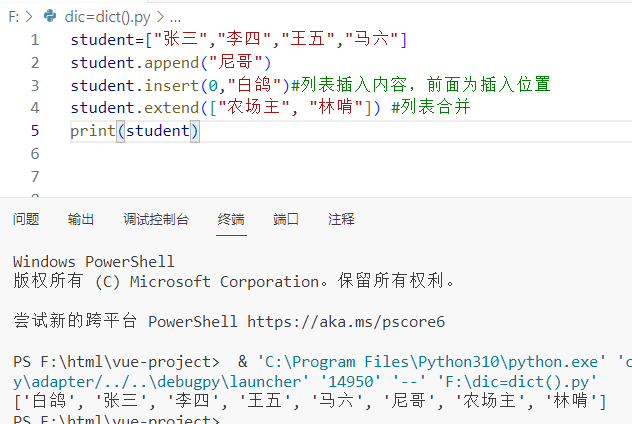 F: > dic=dict().py > ...
1 student=["张三","李四","王五","马六"]
2 student.append("尼哥")
3 student.insert(0,"白鸽")#列表插入内容，前面为插入位置
4 student.extend(["农场主", "林啃"]) #列表合并
5 print(student)
6
7
问题 输出 调试控制台 终端 端口 注释
Windows PowerShell
版权所有 (C) Microsoft Corporation。保留所有权利。
尝试新的跨平台 PowerShell https://aka.ms/pscore6
PS F:\html\vue-project>  & 'C:\Program Files\Python310\python.exe' 'c
y\adapter/../..\debugpy\launcher' '14950' '--' 'F:\dic=dict().py'
['白鸽', '张三', '李四', '王五', '马六', '尼哥', '农场主', '林啃']
PS F:\html\vue-project>